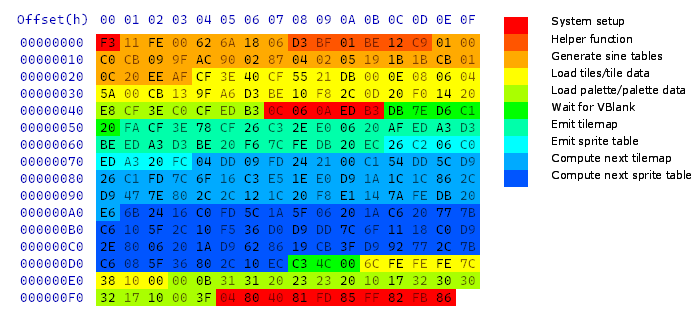 Offset(h) 00 01 02 03 04 05 06 07 08 09 0A 0B 0C 0D 0E 0F
00000000 F3 11 FE 00 62 6A 18 06 D3 BF 01 BE 12 C9 01 00
00000010 C0 CB 09 9F AC 90 02 87 04 02 05 19 1B 1B CB 01
00000020 0C 20 EE AF CF 3E 40 CF 55 21 DB 00 0E 08 06 04
00000030 5A 00 CB 13 9F A6 D3 BE 10 F8 2C 0D 20 F0 14 20
00000040 E8 CF 3E C0 CF ED B3 0C 06 0A ED B3 DB 7E D6 C1
00000050 20 FA CF 3E 78 CF 26 C3 2E E0 06 20 AF ED A3 D3
00000060 BE ED A3 D3 BE 20 F6 7C FE DB 20 EC 26 C2 06 C0
00000070 ED A3 20 FC 04 DD 09 FD 24 21 00 C1 54 DD 5C D9
00000080 26 C1 FD 7C 6F 16 C3 E5 1E E0 D9 1A 1C 1C 86 2C
00000090 D9 47 7E 80 2C 2C 12 1C 20 F8 E1 14 7A FE DB 20
000000A0 E6 6B 24 16 C0 FD 5C 1A 5F 06 20 1A C6 20 77 7B
000000B0 C6 10 5F 2C 10 F5 36 D0 D9 DD 7C 6F 11 18 C0 D9
000000C0 2E 80 06 20 1A D9 62 86 19 CB 3F D9 92 77 2C 7B
000000D0 C6 08 5F 36 80 2C 10 EC C3 4C 00 6C FE FE FE 7C
000000E0 38 10 00 00 0B 31 31 20 23 23 20 10 17 32 30 30
000000F0 32 17 10 00 3F 04 80 40 81 FD 85 FF 82 FB 86
System setup
Helper function
Generate sine tables
Load tiles/tile data
Load palette/palette data
Wait for VBlank
Emit tilemap
Emit sprite table
Compute next tilemap
Compute next sprite table